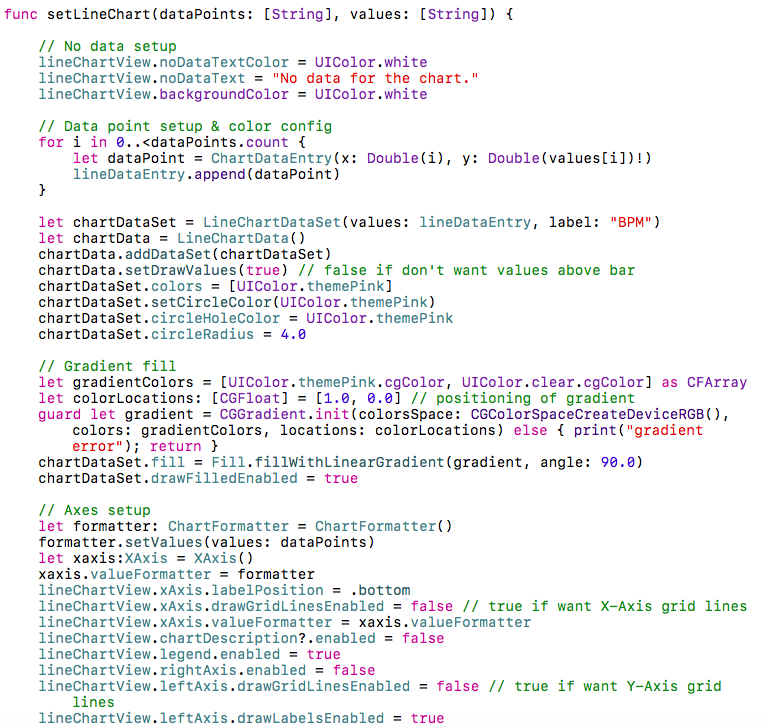 func setLineChart(dataPoints: [String], values: [String]) {
// No data setup
lineChartView.noDataTextColor = UIColor.white
lineChartView.noDataText = "No data for the chart."
lineChartView.backgroundColor = UIColor.white
// Data point setup & color config
for i in 0..<dataPoints.count {
let dataPoint = ChartDataEntry(x: Double(i), y: Double(values[i])!)
lineDataEntry.append(dataPoint)
}
let chartDataSet = LineChartDataSet(values: lineDataEntry, label: "BPM")
let chartData = LineChartData()
chartData.addDataSet(chartDataSet)
chartData.setDrawValues(true) // false if don't want values above bar
chartDataSet.colors = [UIColor.themePink]
chartDataSet.setCircleColor(UIColor.themePink)
chartDataSet.circleHoleColor = UIColor.themePink
chartDataSet.circleRadius = 4.0
// Gradient fill
let gradientColors = [UIColor.themePink.cgColor, UIColor.clear.cgColor] as CFArray
let colorLocations: [CGFloat] = [1.0, 0.0] // positioning of gradient
guard let gradient = CGGradient.init(colorsSpace: CGColorSpaceCreateDeviceRGB(),
colors: gradientColors, locations: colorLocations) else { print("gradient
error"); return }
chartDataSet.fill = Fill.fillWithLinearGradient(gradient, angle: 90.0)
chartDataSet.drawFilledEnabled = true
// Axes setup
let formatter: ChartFormatter = ChartFormatter()
formatter.setValues(values: dataPoints)
let xaxis:XAxis = XAxis()
xaxis.valueFormatter = formatter
lineChartView.xAxis.labelPosition = .bottom
lineChartView.xAxis.drawGridLinesEnabled = false // true if want X-Axis grid lines
lineChartView.xAxis.valueFormatter = xaxis.valueFormatter
lineChartView.chartDescription?.enabled = false
lineChartView.legend.enabled = true
lineChartView.rightAxis.enabled = false
lineChartView.leftAxis.drawGridLinesEnabled = false // true if want Y-Axis grid
lines
lineChartView.leftAxis.drawLabelsEnabled = true